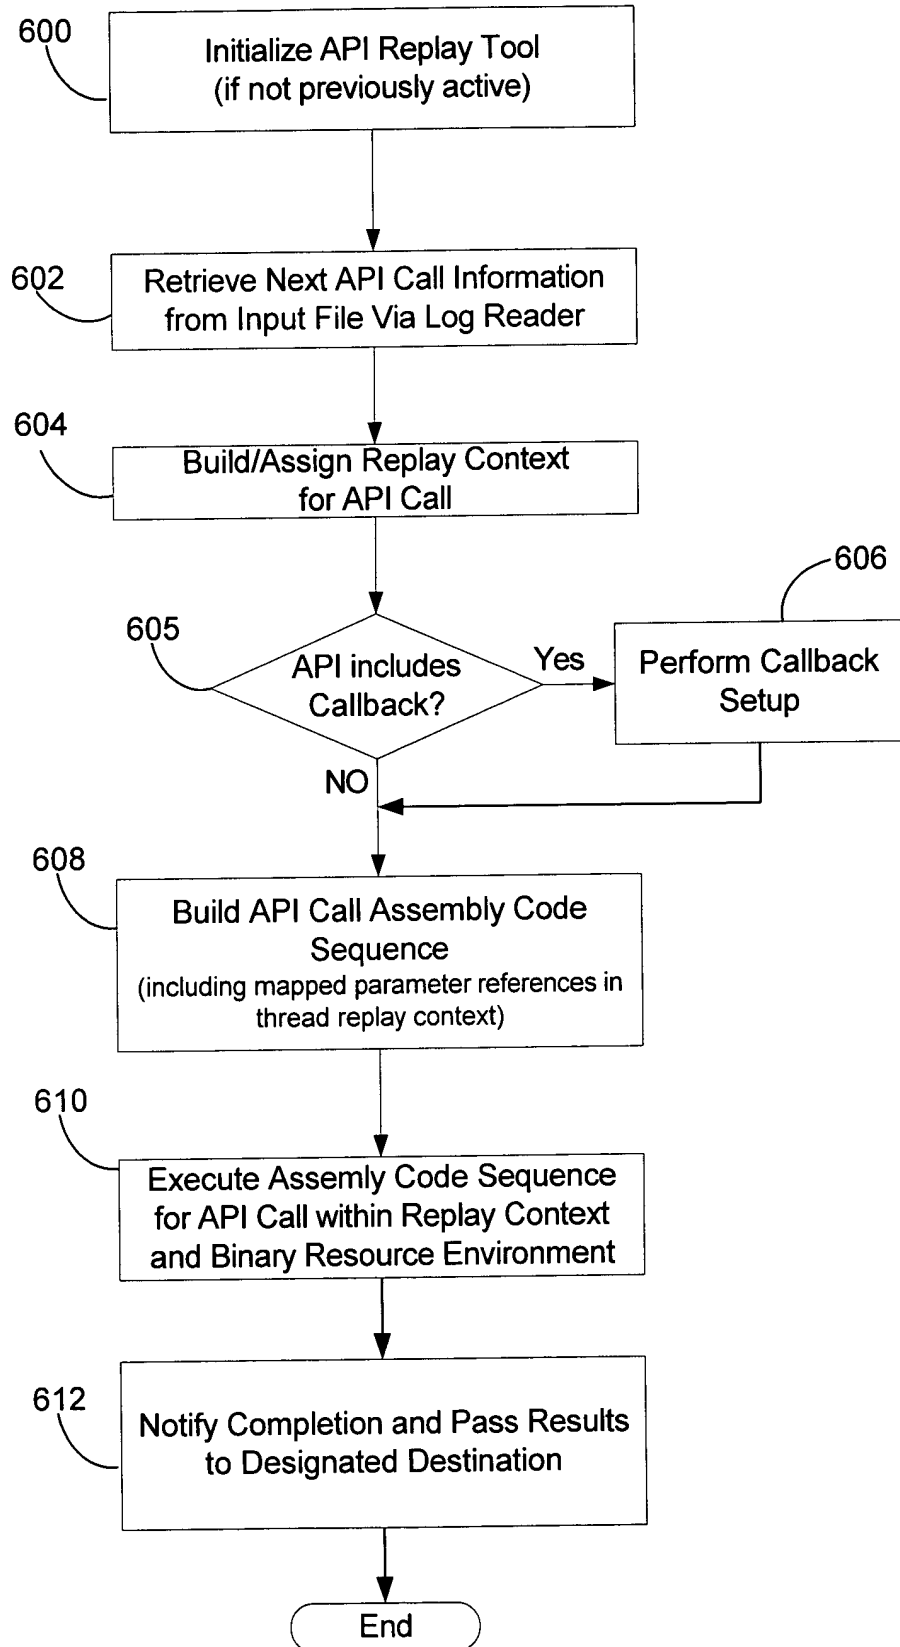 600
Initialize API Replay Tool
(if not previously active)
602
Retrieve Next API Call Information
from Input File Via Log Reader
604
Build/Assign Replay Context
for API Call
605
API includes
Callback?
Yes
606
Perform Callback
Setup
NO
608
Build API Call Assembly Code
Sequence
(including mapped parameter references in
thread replay context)
610
Execute Assemly Code Sequence
for API Call within Replay Context
and Binary Resource Environment
612
Notify Completion and Pass Results
to Designated Destination
End